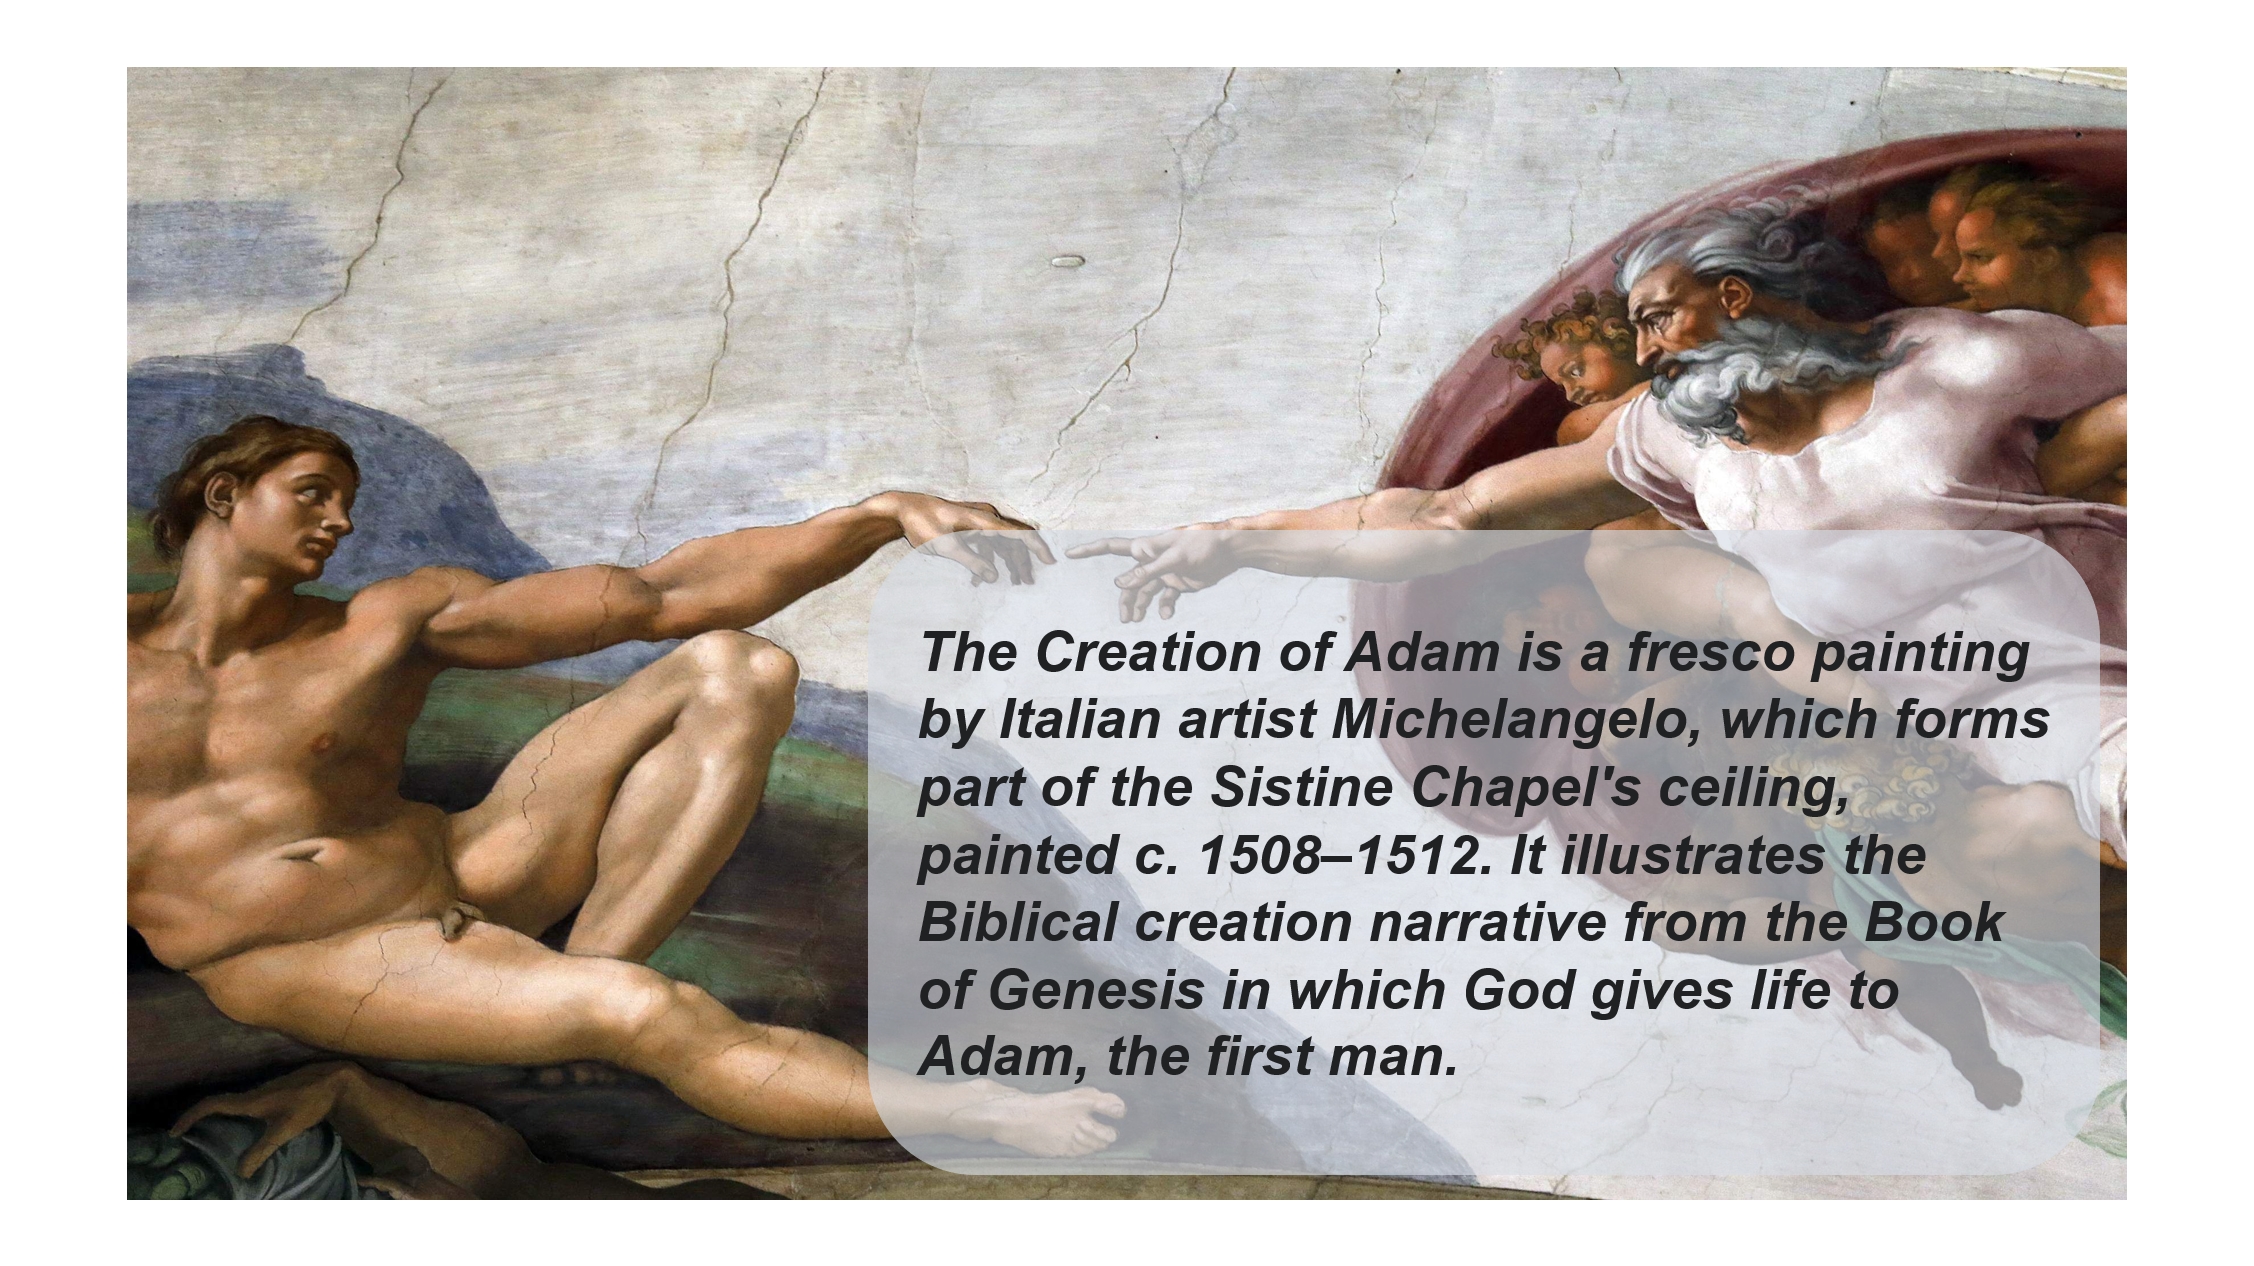 The Creation of Adam is a fresco painting
by Italian artist Michelangelo, which forms
part of the Sistine Chapel's ceiling,
painted c. 1508–1512. It illustrates the
Biblical creation narrative from the Book
of Genesis in which God gives life to
Adam, the first man.